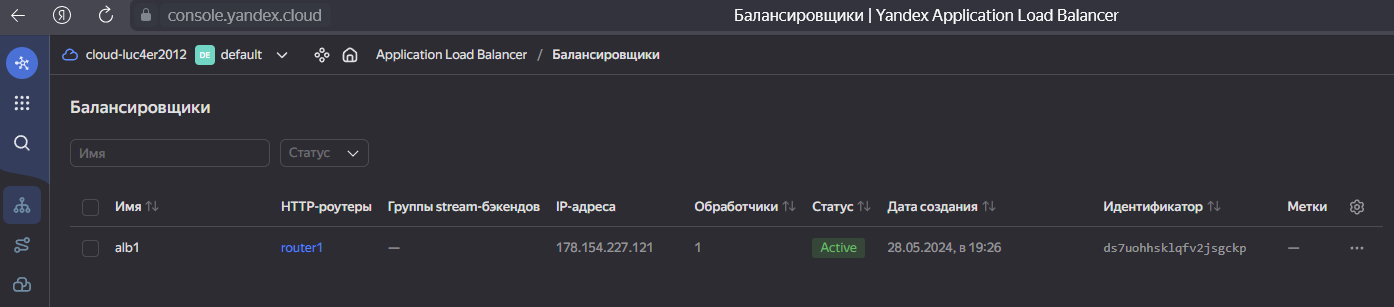 console.yandex.cloud Балансировщики | Yandex Application Load Balancer
cloud-luc4er2012 DE default Application Load Balancer / Балансировщики
Балансировщики
Имя Статус
Имя HTTP-роутеры Группы stream-бэкендов IP-адреса Обработчики Статус Дата создания Идентификатор Метки
alb1 router1 — 178.154.227.121 1 Active 28.05.2024, в 19:26 ds7uohhsklqfv2jsgckp —